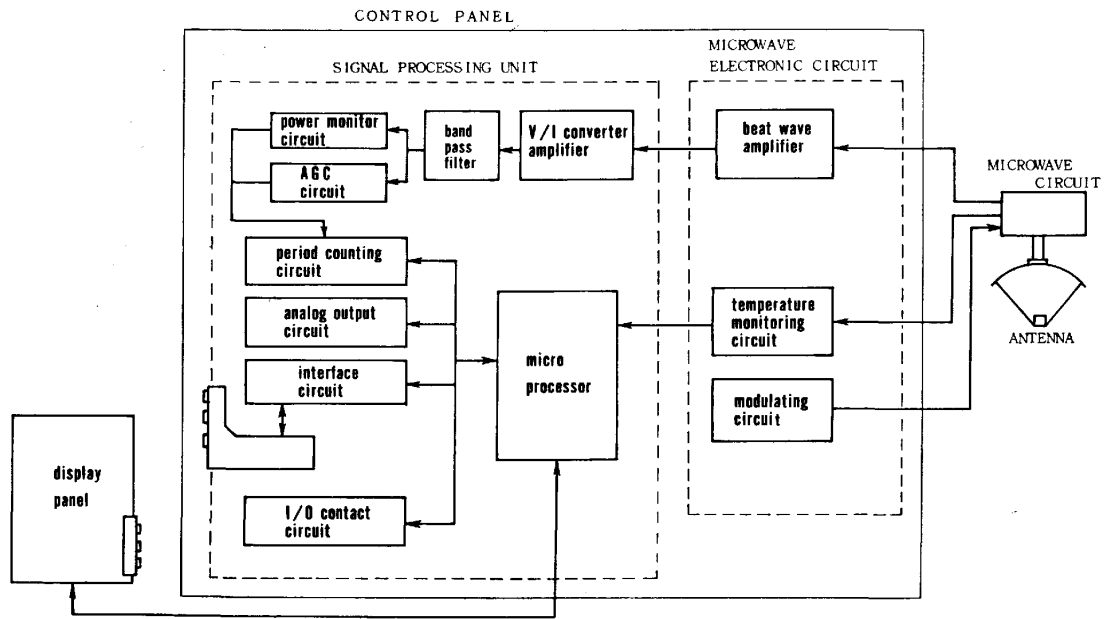 CONTROL PANEL
MICROWAVE
ELECTRONIC CIRCUIT
SIGNAL PROCESSING UNIT
power monitor
circuit
band
pass
filter
V/I converter
amplifier
beat wave
amplifier
AGC
circuit
MICROWAVE
CIRCUIT
period counting
circuit
analog output
circuit
temperature
monitoring
circuit
ANTENNA
interface
circuit
micro
processor
modulating
circuit
display
panel
I/O contact
circuit